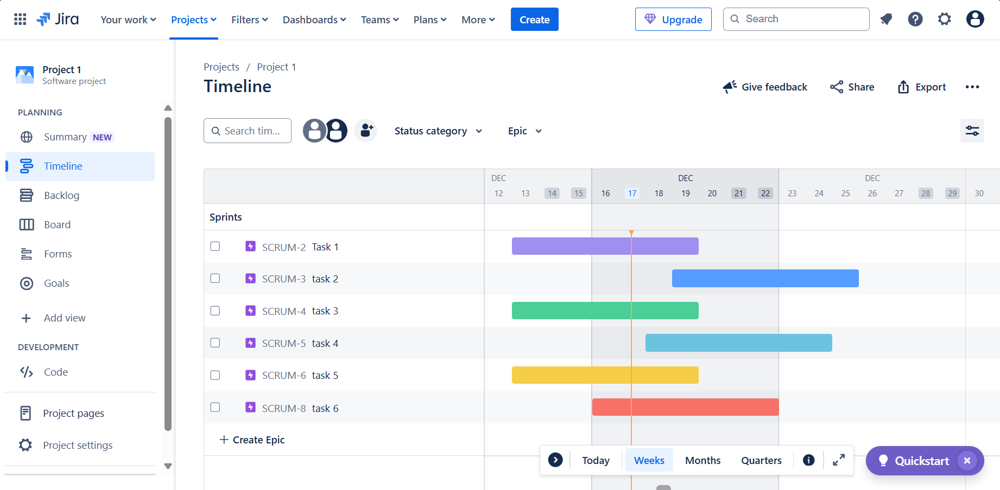 Jira Your work Projects Filters Dashboards Teams Plans More Create Upgrade Search
Project 1
Software project
PLANNING
Summary NEW
Timeline
Backlog
Board
Forms
Goals
Add view
DEVELOPMENT
Code
Project pages
Project settings
Projects / Project 1
Timeline
Give feedback Share Export
Search tim... Status category Epic
DEC DEC DEC
12 13 14 15 16 17 18 19 20 21 22 23 24 25 26 27 28 29 30
Sprints
SCRUM-2 Task 1
SCRUM-3 task 2
SCRUM-4 task 3
SCRUM-5 task 4
SCRUM-6 task 5
SCRUM-8 task 6
+ Create Epic
Today Weeks Months Quarters
Quickstart